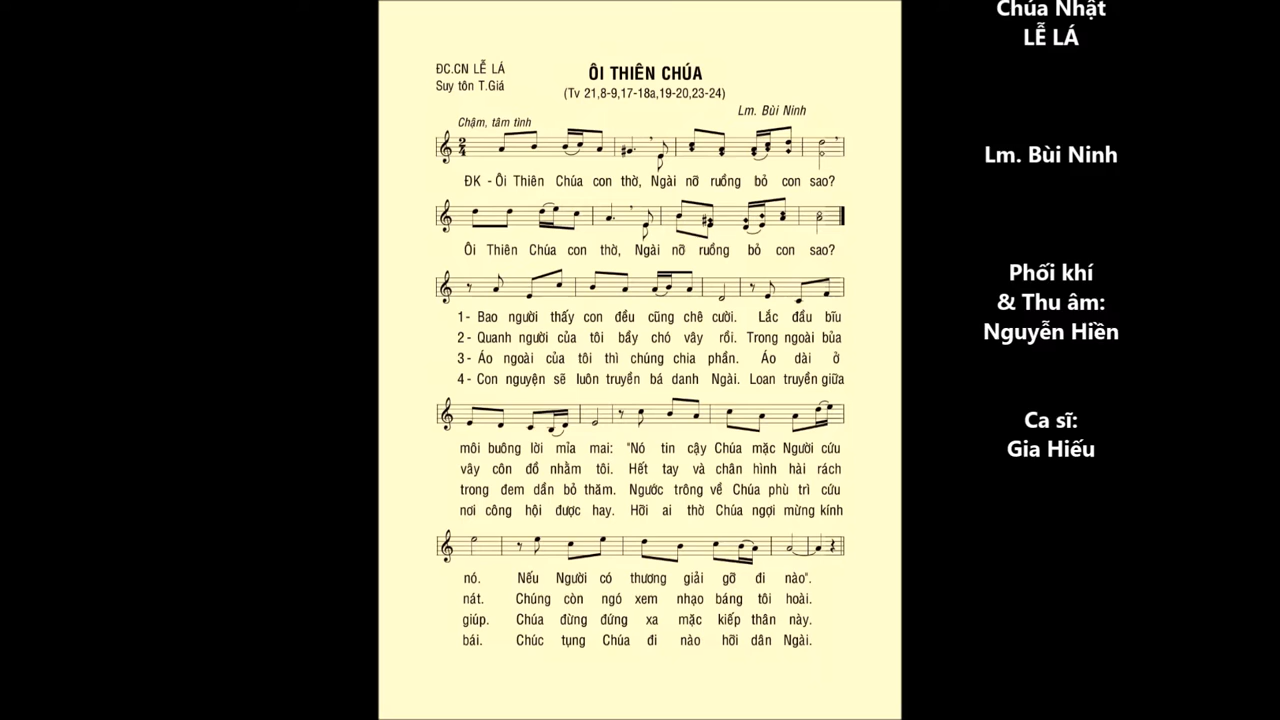 ĐC.CN LỄ LÁ
Suy tôn T.Giá
ÔI THIÊN CHÚA
(Tv 21,8-9,17-18a,19-20,23-24)
Lm. Bùi Ninh
Chậm, tâm tình
ĐK - Ôi Thiên Chúa con thờ, Ngài nỡ ruồng bỏ con sao?
Ôi Thiên Chúa con thờ, Ngài nỡ ruồng bỏ con sao?
1- Bao người thấy con đều cũng chê cười. Lắc đầu bĩu
2- Quanh người của tôi bầy chó vây rồi. Trong ngoài bủa
3- Áo ngoài của tôi thì chúng chia phần. Áo dài ở
4- Con nguyện sẽ luôn truyền bá danh Ngài. Loan truyền giữa
môi buông lời mỉa mai: "Nó tin cậy Chúa mặc Người cứu
vây côn đồ nhằm tôi. Hết tay và chân hình hài rách
trong đem dần bỏ thăm. Ngước trông về Chúa phù trì cứu
nơi công hội được hay. Hỡi ai thờ Chúa ngợi mừng kính
nó. Nếu Người có thương giải gỡ đi nào".
nát. Chúng còn ngó xem nhạo báng tôi hoài.
giúp. Chúa đừng đứng xa mặc kiếp thân này.
bái. Chúc tụng Chúa đi nào hỡi dân Ngài.
Chúa Nhật
LỄ LÁ
Lm. Bùi Ninh
Phối khí
& Thu âm:
Nguyễn Hiền
Ca sĩ:
Gia Hiếu